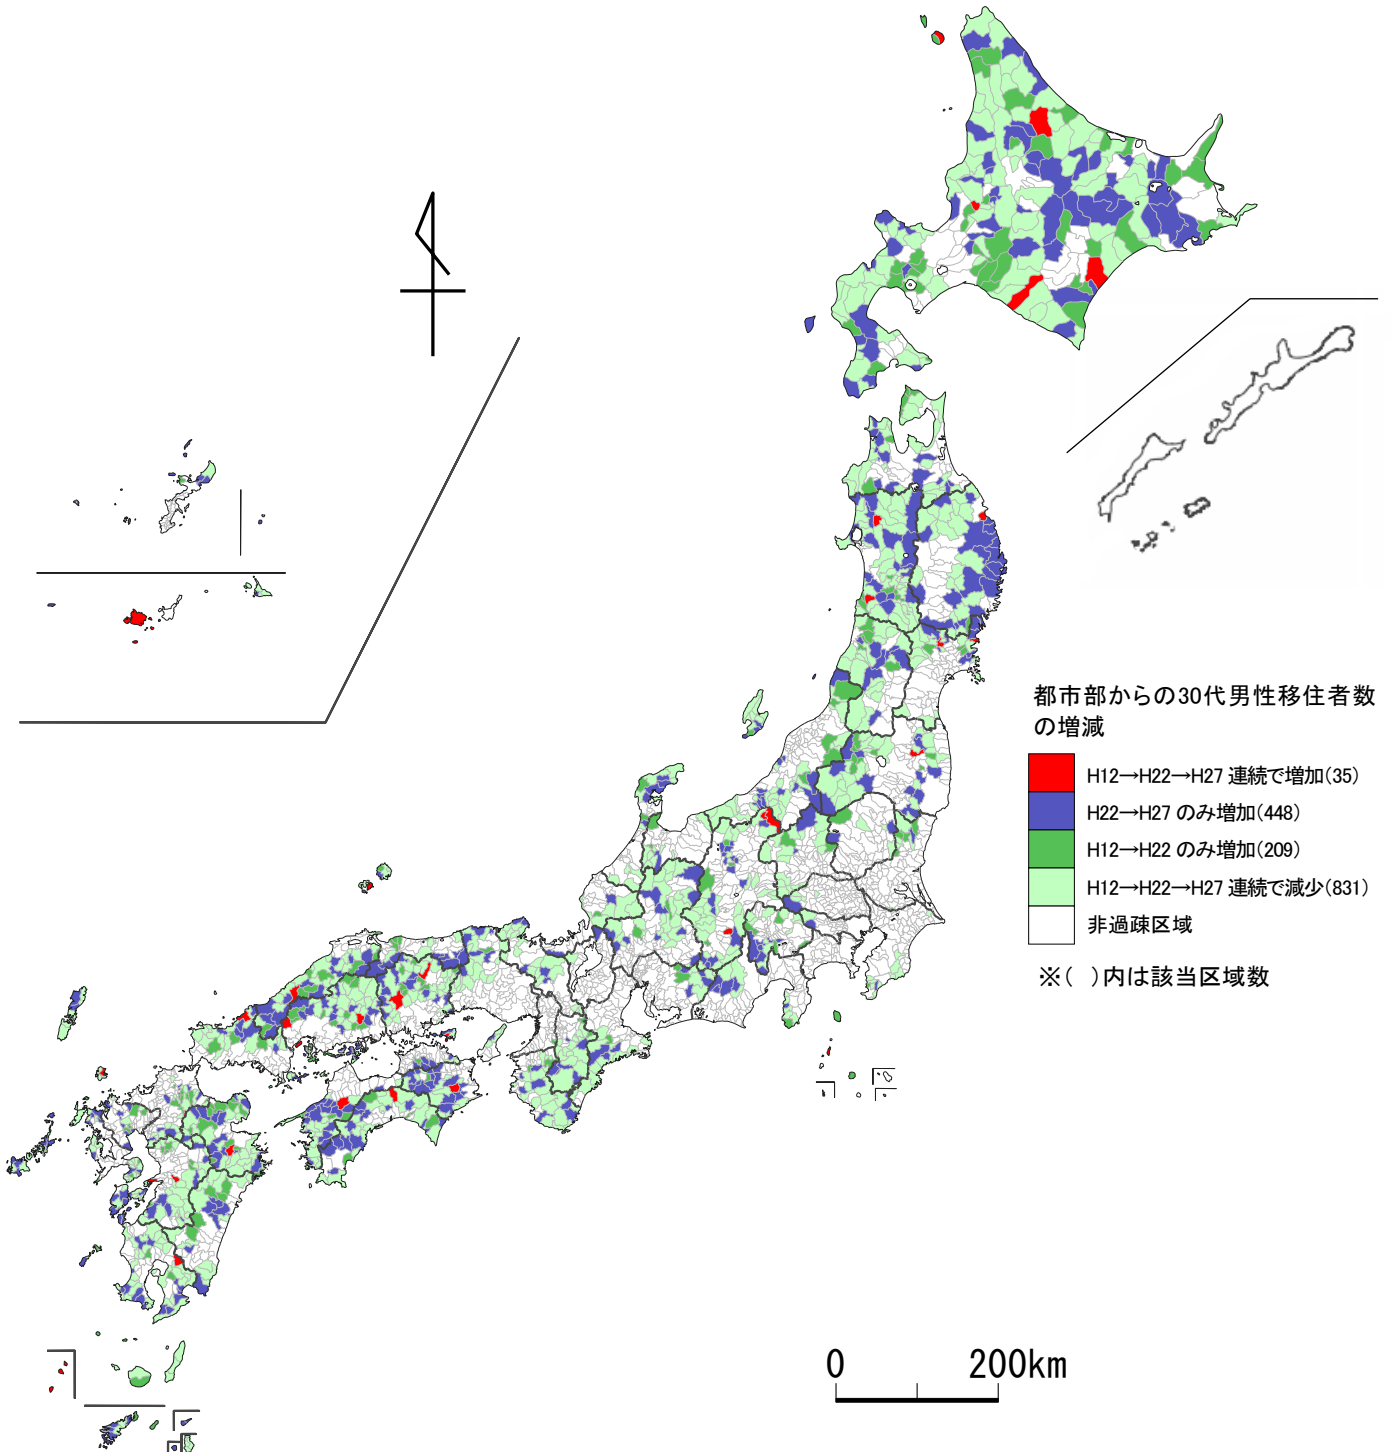 都市部からの30代男性移住者数
の増減
H12→H22→H27 連続で増加(35)
H22→H27 のみ増加(448)
H12→H22 のみ増加(209)
H12→H22→H27 連続で減少(831)
非過疎区域
※( )内は該当区域数
0 200km